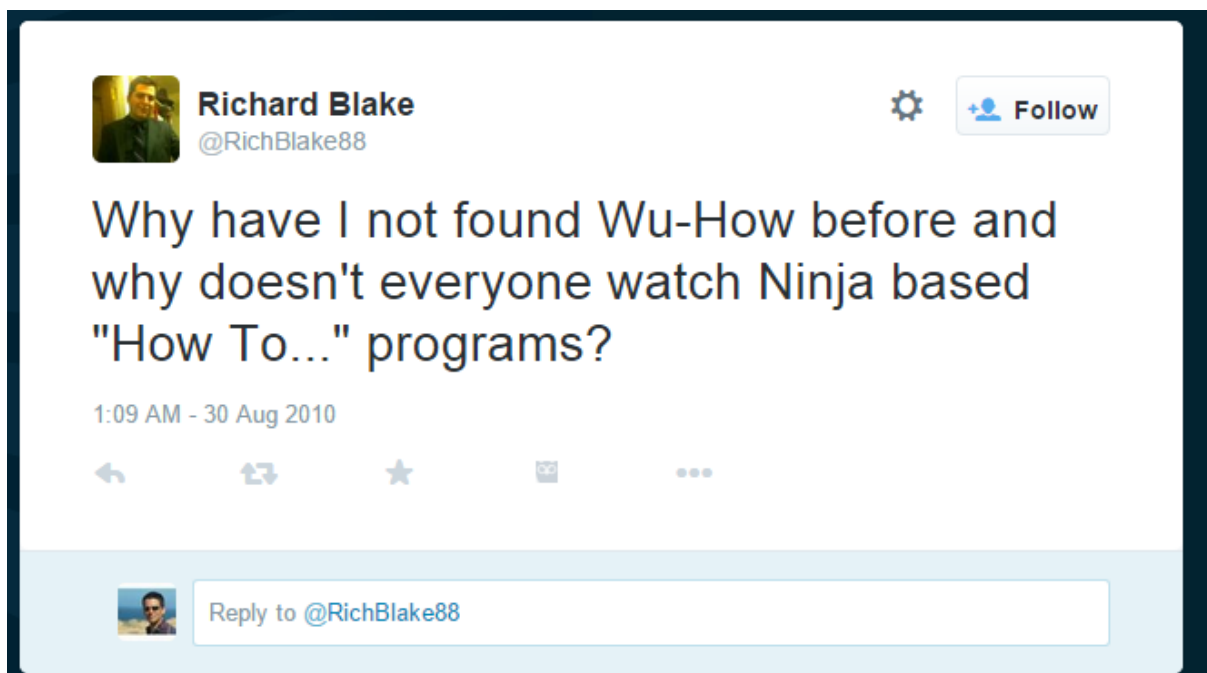 Richard Blake
@RichBlake88
Follow
Why have I not found Wu-How before and
why doesn't everyone watch Ninja based
"How To..." programs?
1:09 AM - 30 Aug 2010
Reply to @RichBlake88